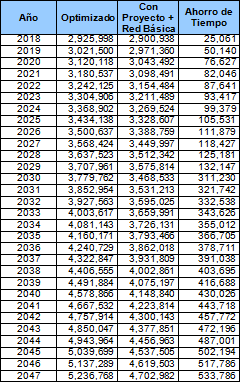 Año Optimizado Con Proyecto + Red Básica Ahorro de Tiempo
2018 2,925,998 2,900,938 25,061
2019 3,021,500 2,971,360 50,140
2020 3,120,118 3,043,492 76,627
2021 3,180,537 3,098,491 82,046
2022 3,242,125 3,154,484 87,641
2023 3,304,906 3,211,489 93,417
2024 3,368,902 3,269,524 99,379
2025 3,434,138 3,328,607 105,531
2026 3,500,637 3,388,759 111,879
2027 3,568,424 3,449,997 118,427
2028 3,637,523 3,512,342 125,181
2029 3,707,961 3,575,814 132,147
2030 3,779,762 3,468,533 311,230
2031 3,852,954 3,531,213 321,742
2032 3,927,563 3,595,025 332,538
2033 4,003,617 3,659,991 343,626
2034 4,081,143 3,726,131 355,012
2035 4,160,171 3,793,466 366,705
2036 4,240,729 3,862,018 378,711
2037 4,322,847 3,931,809 391,038
2038 4,406,555 4,002,861 403,695
2039 4,491,884 4,075,197 416,688
2040 4,578,866 4,148,840 430,026
2041 4,667,532 4,223,814 443,718
2042 4,757,914 4,300,143 457,772
2043 4,850,047 4,377,851 472,196
2044 4,943,964 4,456,963 487,001
2045 5,039,699 4,537,505 502,194
2046 5,137,289 4,619,503 517,786
2047 5,236,768 4,702,982 533,786